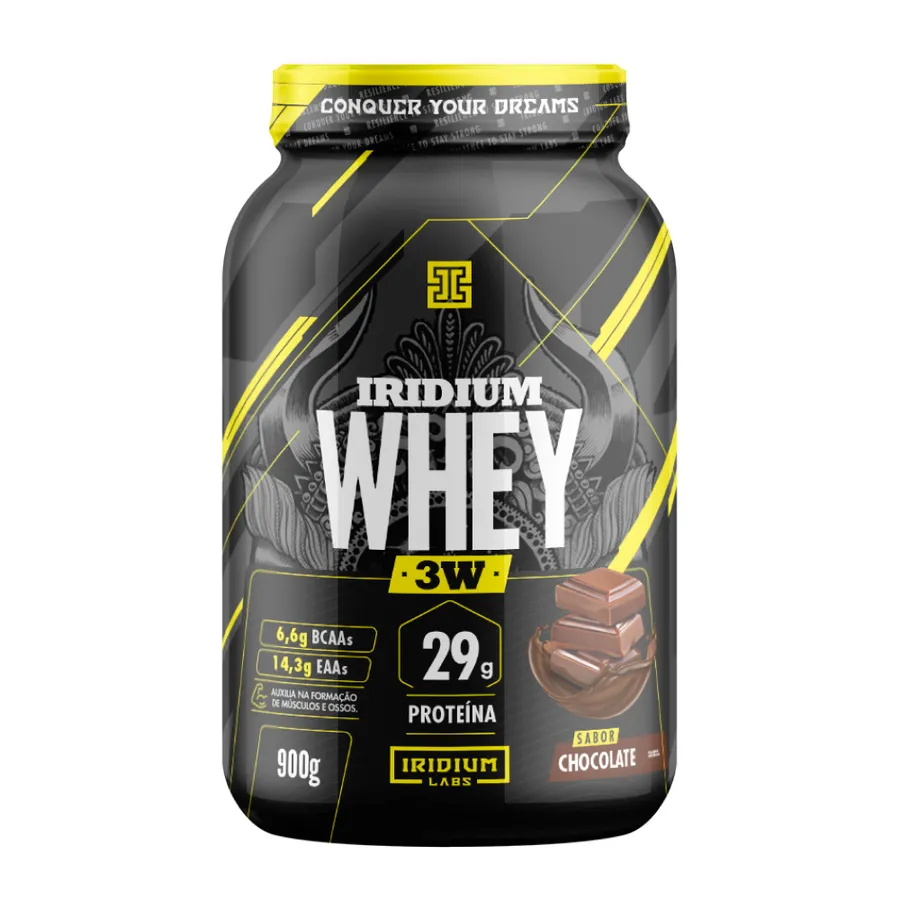 CONQUER YOUR DREAMS
IRIDIUM
WHEY
· 3W ·
6,6g BCAAs
14,3g EAAs
AUXILIA NA FORMAÇÃO
DE MÚSCULOS E OSSOS.
29g
PROTEÍNA
900g
IRIDIUM
LABS
SABOR
CHOCOLATE